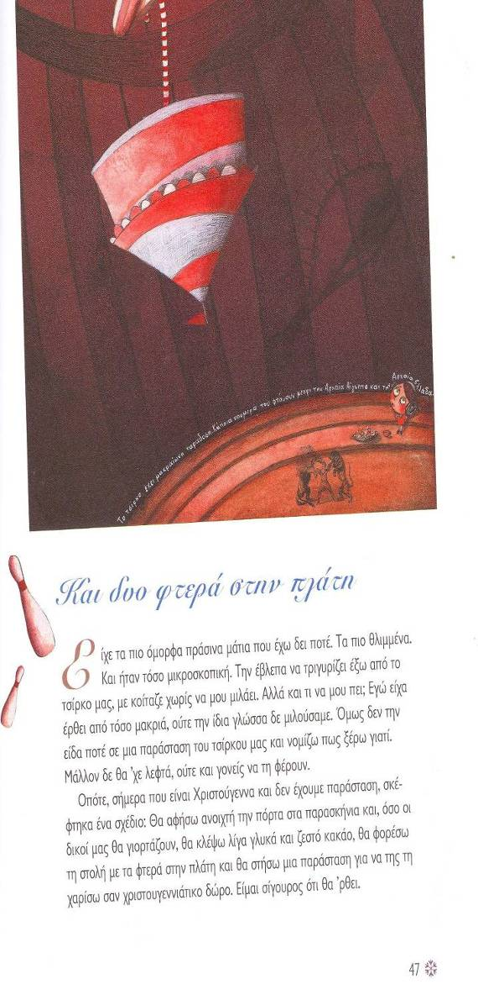 Το τσίρκο έχει μακραίωνη παράδοση. Κάποια νούμερα του φτάνουν μέχρι την Αρχαία Αίγυπτο και την Αρχαία Ελλάδα.
Και δυο φτερά στην πλάτη
Είχε τα πιο όμορφα πράσινα μάτια που έχω δει ποτέ. Τα πιο θλιμμένα.
Και ήταν τόσο μικροσκοπική. Την έβλεπα να τριγυρίζει έξω από το
τσίρκο μας, με κοίταζε χωρίς να μου μιλάει. Αλλά και τι να μου πει; Εγώ είχα
έρθει από τόσο μακριά, ούτε την ίδια γλώσσα δε μιλούσαμε. Όμως δεν την
είδα ποτέ σε μια παράσταση του τσίρκου μας και νομίζω πως ξέρω γιατί.
Μάλλον δε θα 'χε λεφτά, ούτε και γονείς να τη φέρουν.
Οπότε, σήμερα που είναι Χριστούγεννα και δεν έχουμε παράσταση, σκέ-
φτηκα ένα σχέδιο: Θα αφήσω ανοιχτή την πόρτα στα παρασκήνια και, όσο οι
δικοί μας θα γιορτάζουν, θα κλέψω λίγα γλυκά και ζεστό κακάο, θα φορέσω
τη στολή με τα φτερά στην πλάτη και θα στήσω μια παράσταση για να της τη
χαρίσω σαν χριστουγεννιάτικο δώρο. Είμαι σίγουρος ότι θα 'ρθει.
47